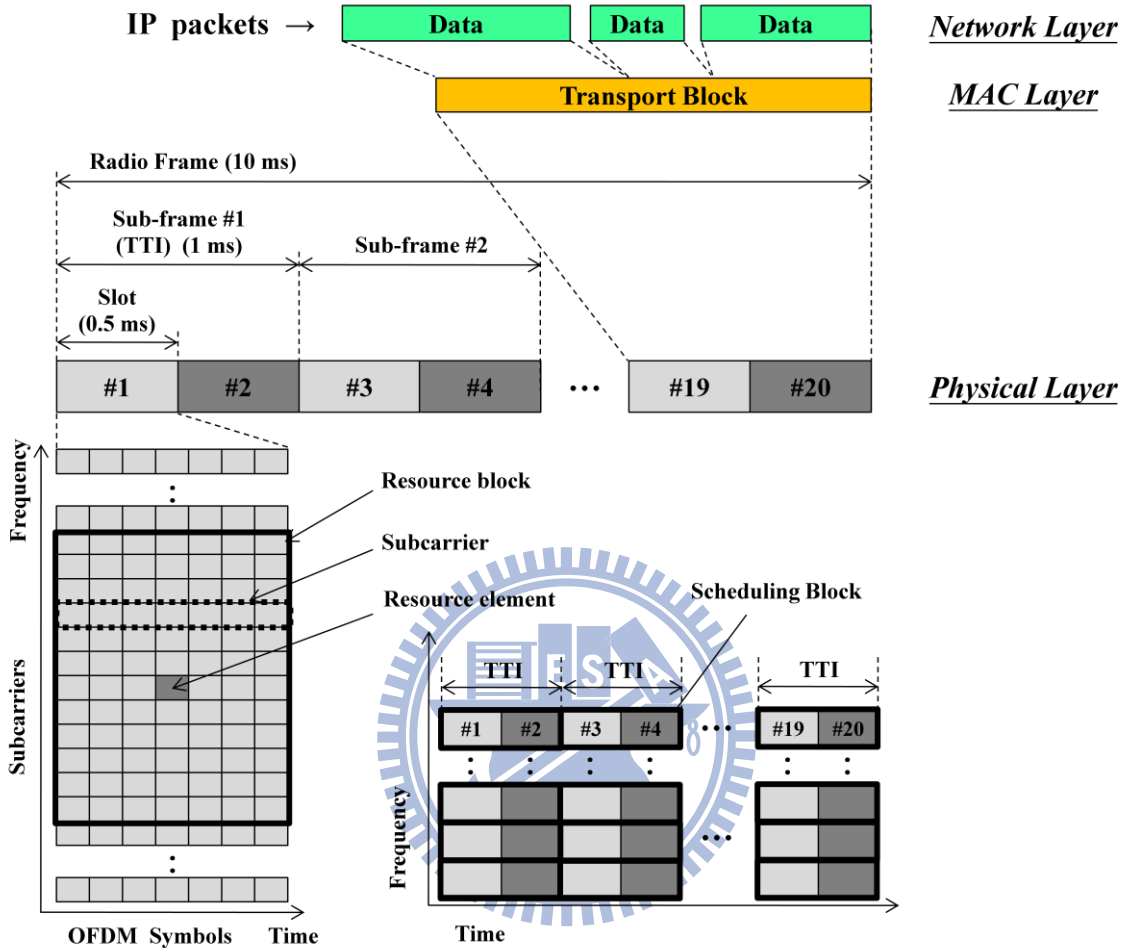 IP packets → Data Data Data Network Layer
Transport Block MAC Layer
Radio Frame (10 ms)
Sub-frame #1
(TTI) (1 ms)
Sub-frame #2
Slot
(0.5 ms)
#1 #2 #3 #4 ... #19 #20 Physical Layer
Frequency
Subcarriers
Resource block
Subcarrier
Resource element
OFDM Symbols Time
Scheduling Block
E S A
8
TTI TTI TTI
#1 #2 #3 #4 ... #19 #20
...
Frequency
Time